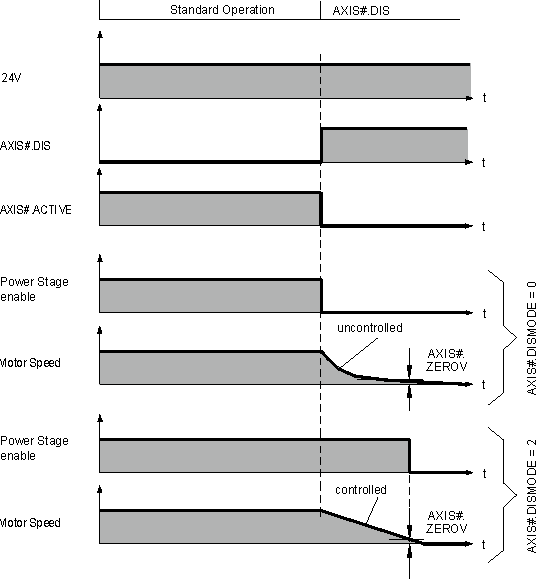 Standard Operation
AXIS#.DIS
24V
t
AXIS#.DIS
t
AXIS#.ACTIVE
t
Power Stage
enable
t
uncontrolled
AXIS#.
ZEROV
Motor Speed
t
AXIS#.DISMODE = 0
Power Stage
enable
t
controlled
AXIS#.
ZEROV
Motor Speed
t
AXIS#.DISMODE = 2